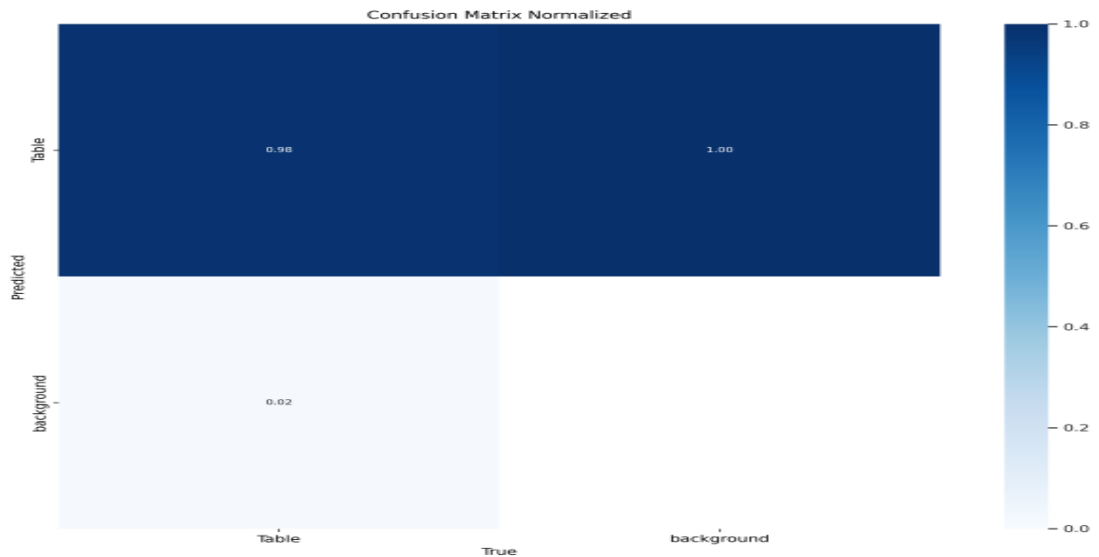 Confusion Matrix Normalized
1.0
0.8
0.6
0.4
0.2
0.0
Predicted
Table
0.98
1.00
background
0.02
Table
background
True